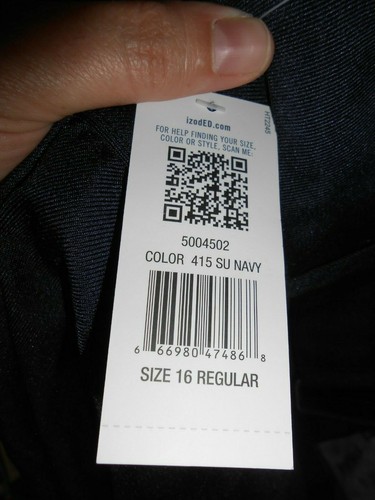 izodED.com
FOR HELP FINDING YOUR SIZE,
COLOR OR STYLE, SCAN ME.
HT2249
5004502
COLOR 415 SU NAVY
6 66980 47486 8
SIZE 16 REGULAR